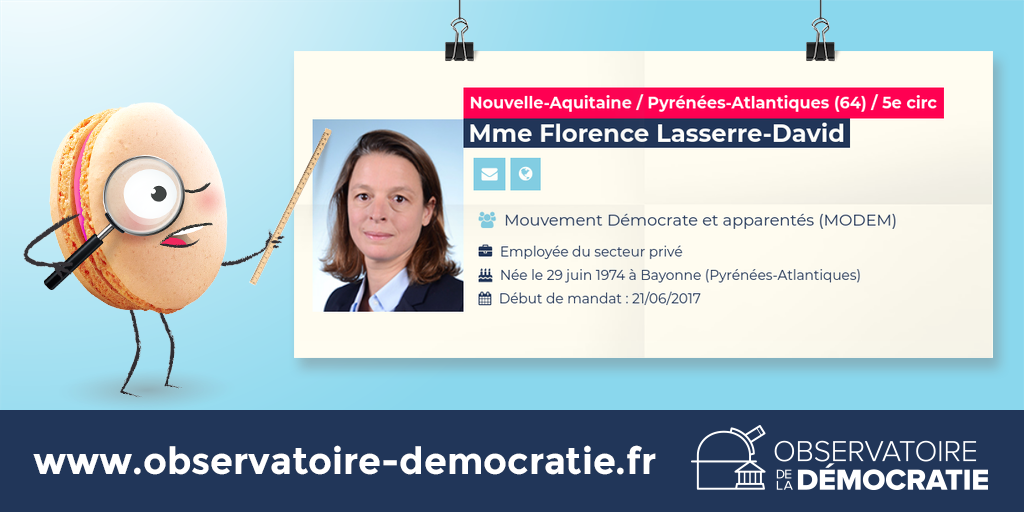 Nouvelle-Aquitaine / Pyrénées-Atlantiques (64) / 5e circ
Mme Florence Lasserre-David
Mouvement Démocrate et apparentés (MODEM)
Employée du secteur privé
Née le 29 juin 1974 à Bayonne (Pyrénées-Atlantiques)
Début de mandat : 21/06/2017
www.observatoire-democratie.fr
OBSERVATOIRE
DE LA DÉMOCRATIE